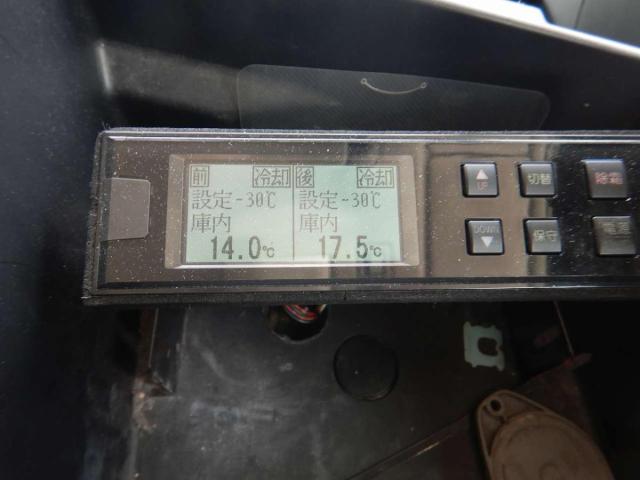 前 冷却 後 冷却
設定-30℃ 設定-30℃
庫内 庫内
14.0℃ 17.5℃
▲ UP 切替 除霜
DOWN ▼ 保守 電源